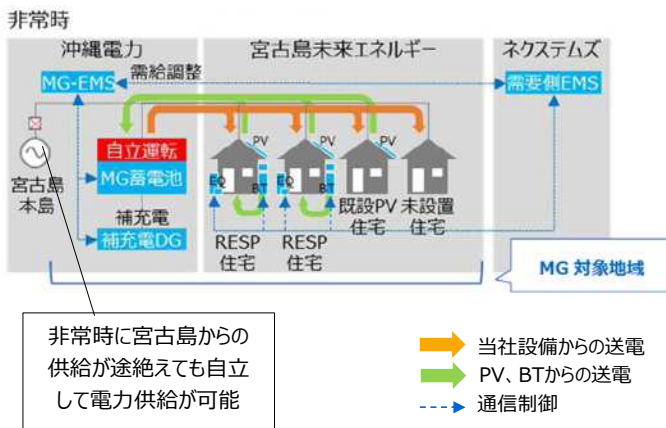 非常時
沖縄電力
宮古島未来エネルギー
ネクステムズ
MG-EMS
需給調整
需要側EMS
自立運転
MG蓄電池
宮古島
本島
補充電
補充電DG
PV
PV
PV
EQ
BT
EQ
BT
RESP
住宅
RESP
住宅
既設PV
住宅
未設置
住宅
MG 対象地域
非常時に宮古島からの
供給が途絶えても自立
して電力供給が可能
当社設備からの送電
PV、BTからの送電
通信制御